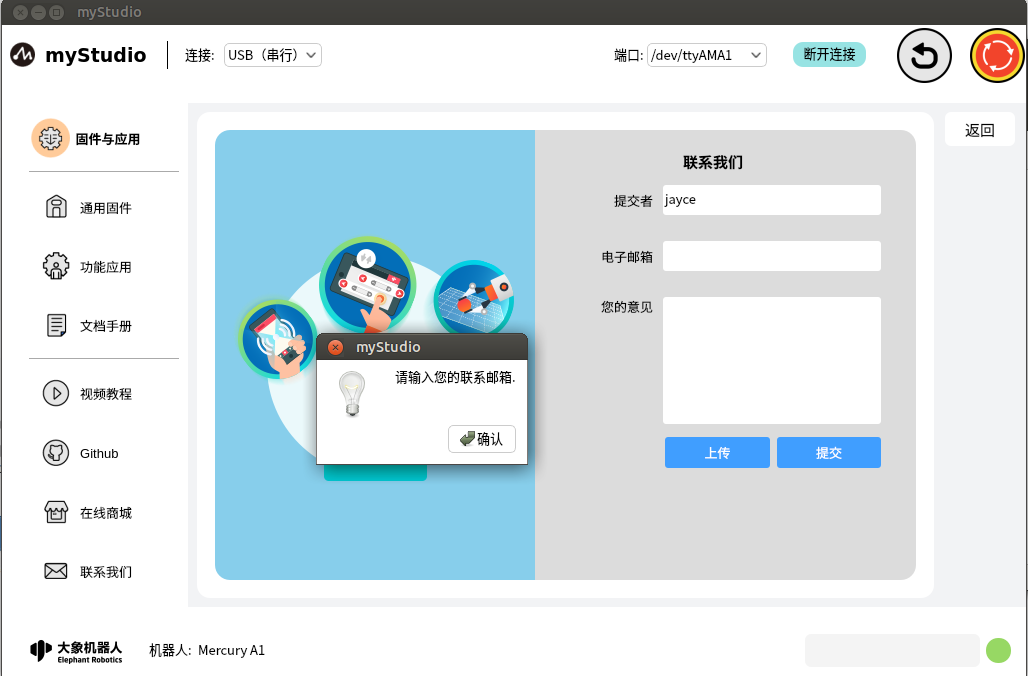 myStudio
myStudio
连接:
USB（串行）
端口:
/dev/ttyAMA1
断开连接
固件与应用
通用固件
功能应用
文档手册
视频教程
Github
在线商城
联系我们
返回
联系我们
提交者
jayce
电子邮箱
您的意见
上传
提交
myStudio
请输入您的联系邮箱.
确认
大象机器人
Elephant Robotics
机器人: Mercury A1